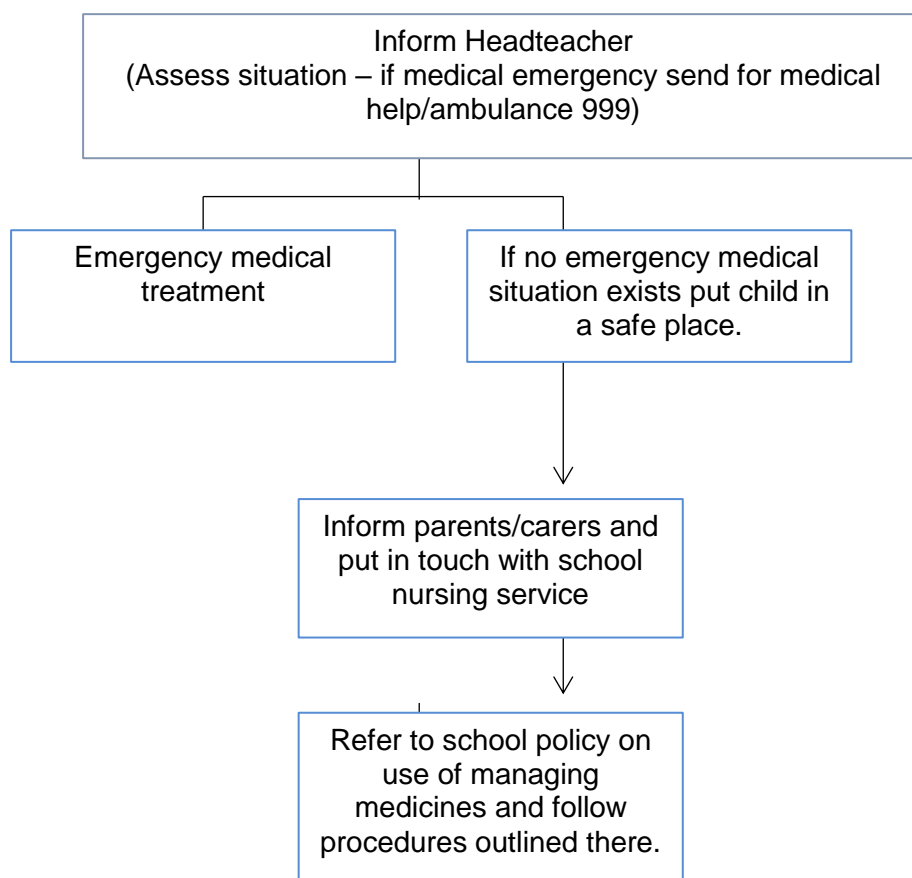 Inform Headteacher
(Assess situation – if medical emergency send for medical
help/ambulance 999)
Emergency medical
treatment
If no emergency medical
situation exists put child in
a safe place.
Inform parents/carers and
put in touch with school
nursing service
Refer to school policy on
use of managing
medicines and follow
procedures outlined there.